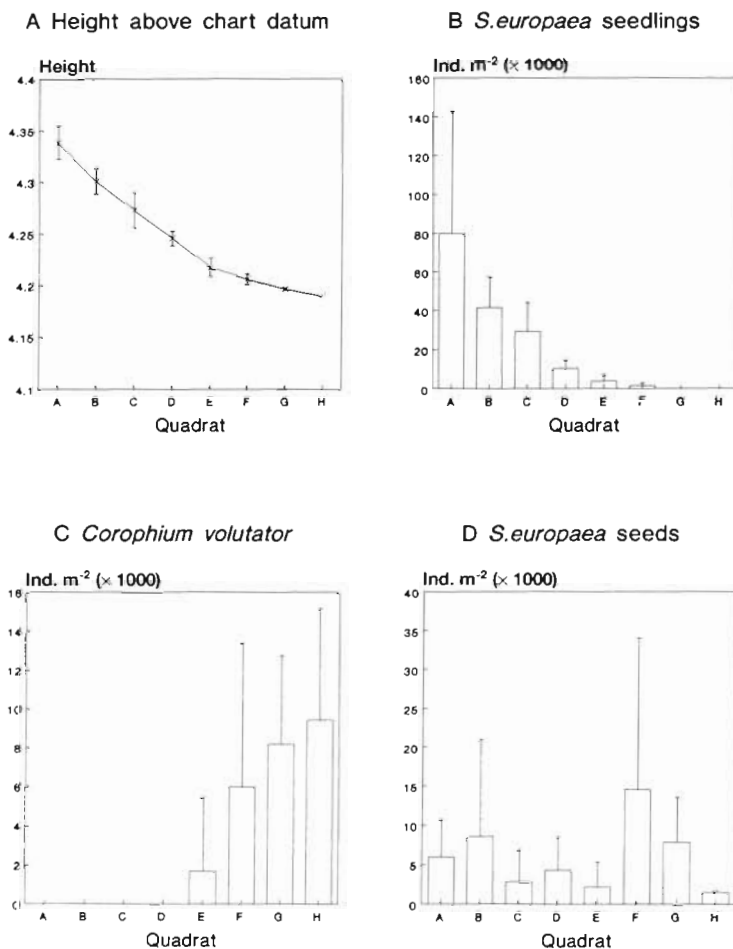 A Height above chart datum
Height
4.4
4.35
4.3
4.25
4.2
4.15
4.1
A B C D E F G H
Quadrat
B S.europaea seedlings
Ind. m-2 (× 1000)
160
140
120
100
80
60
40
20
0
A B C D E F G H
Quadrat
C Corophium volutator
Ind. m-2 (× 1000)
16
14
12
10
8
6
4
2
0
A B C D E F G H
Quadrat
D S.europaea seeds
Ind. m-2 (× 1000)
40
35
30
25
20
15
10
5
0
A B C D E F G H
Quadrat